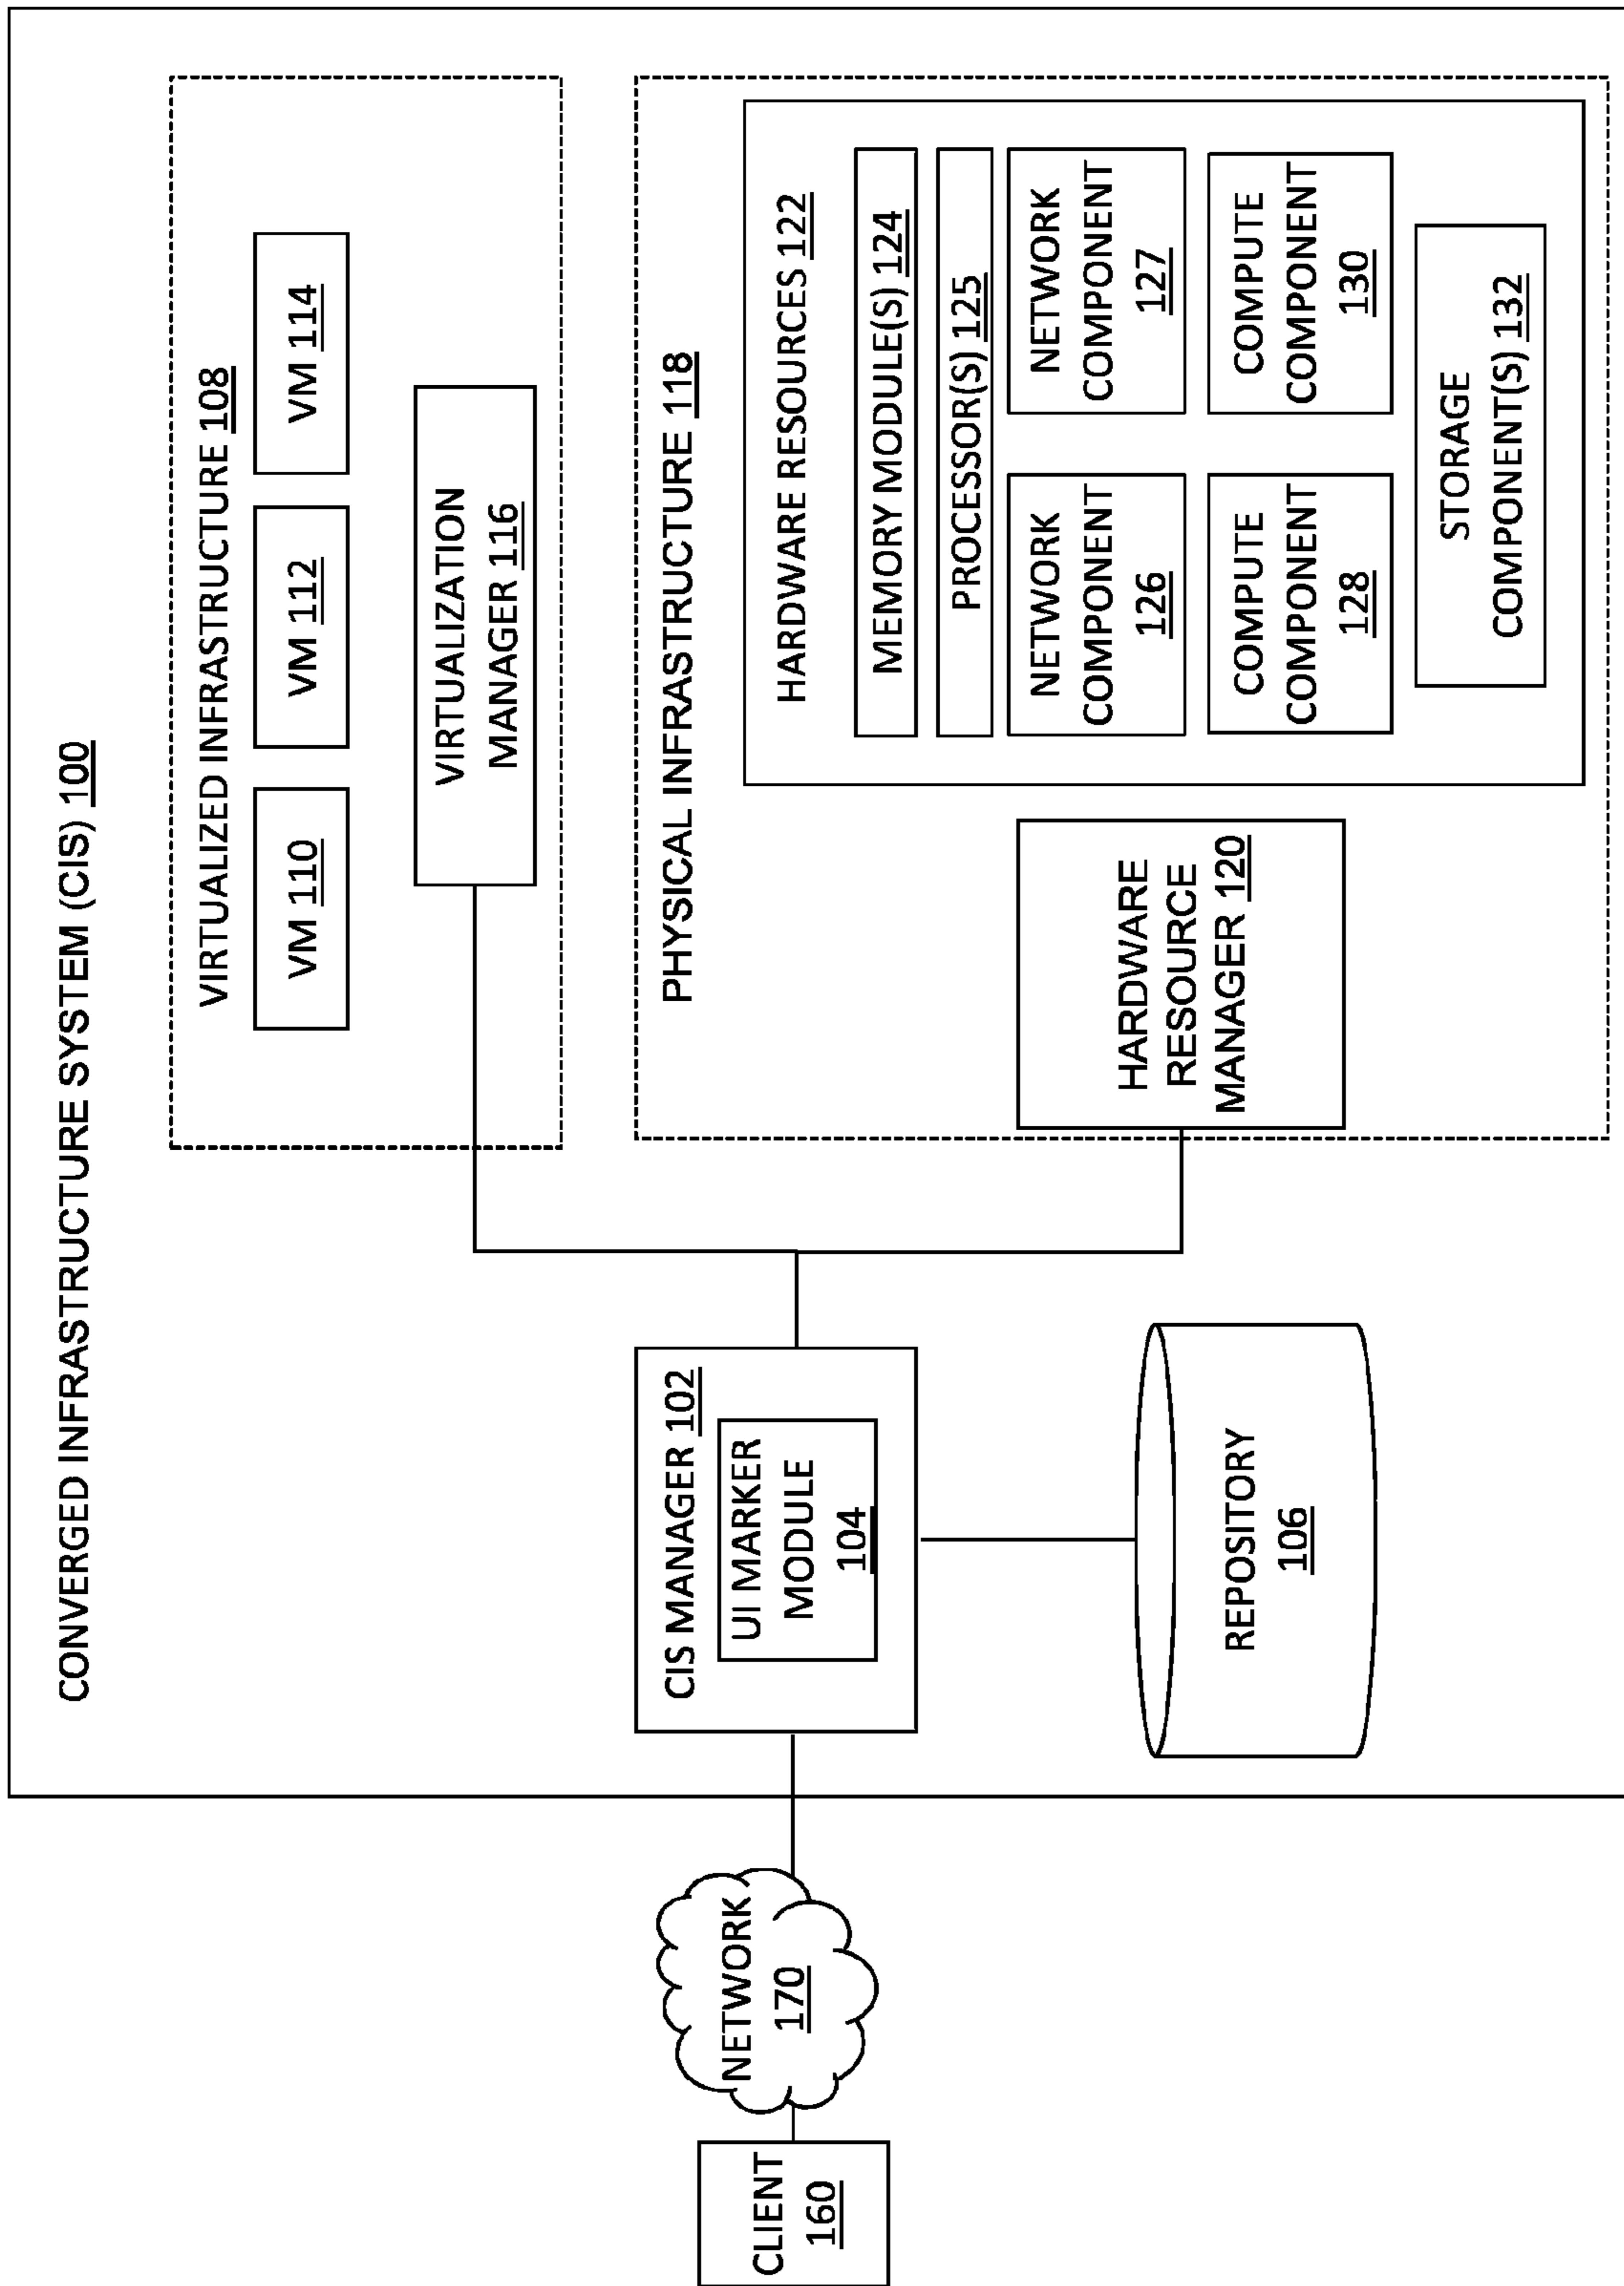 CONVERGED INFRASTRUCTURE SYSTEM (CIS) 100
VIRTUALIZED INFRASTRUCTURE 108
VM 110
VM 112
VM 114
VIRTUALIZATION
MANAGER 116
CLIENT
160
NETWORK
170
CIS MANAGER 102
UI MARKER
MODULE
104
REPOSITORY
106
PHYSICAL INFRASTRUCTURE 118
HARDWARE
RESOURCE
MANAGER 120
HARDWARE RESOURCES 122
MEMORY MODULE(S) 124
PROCESSOR(S) 125
NETWORK
COMPONENT
126
NETWORK
COMPONENT
127
COMPUTE
COMPONENT
128
COMPUTE
COMPONENT
130
STORAGE
COMPONENT(S) 132